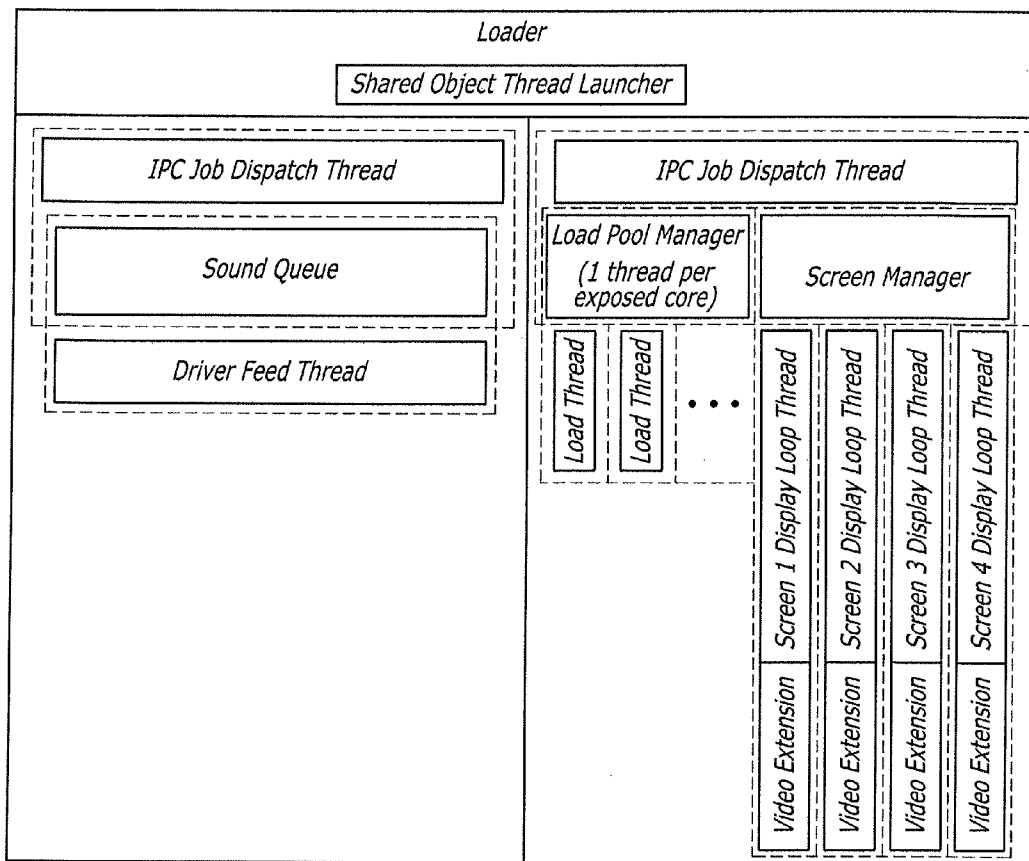 Loader
Shared Object Thread Launcher
IPC Job Dispatch Thread
Sound Queue
Driver Feed Thread
IPC Job Dispatch Thread
Load Pool Manager
(1 thread per
exposed core)
Screen Manager
Load Thread
Load Thread
• • •
Screen 1 Display Loop Thread
Screen 2 Display Loop Thread
Screen 3 Display Loop Thread
Screen 4 Display Loop Thread
Video Extension
Video Extension
Video Extension
Video Extension